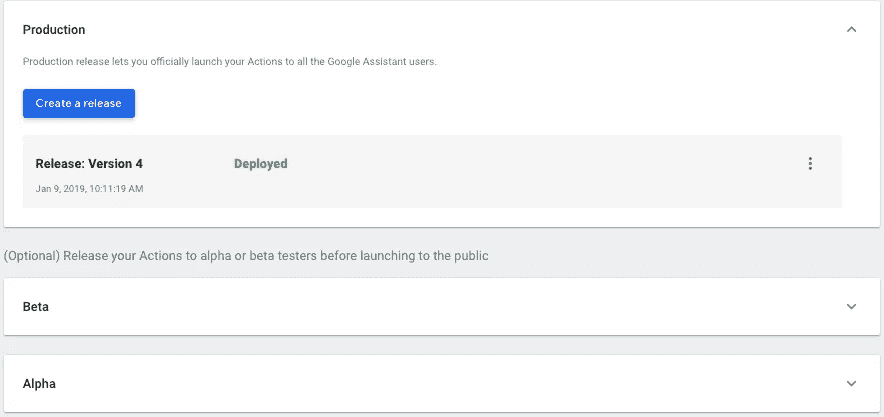 Production
Production release lets you officially launch your Actions to all the Google Assistant users.
Create a release
Release: Version 4 Deployed
Jan 9, 2019, 10:11:19 AM
(Optional) Release your Actions to alpha or beta testers before launching to the public
Beta
Alpha